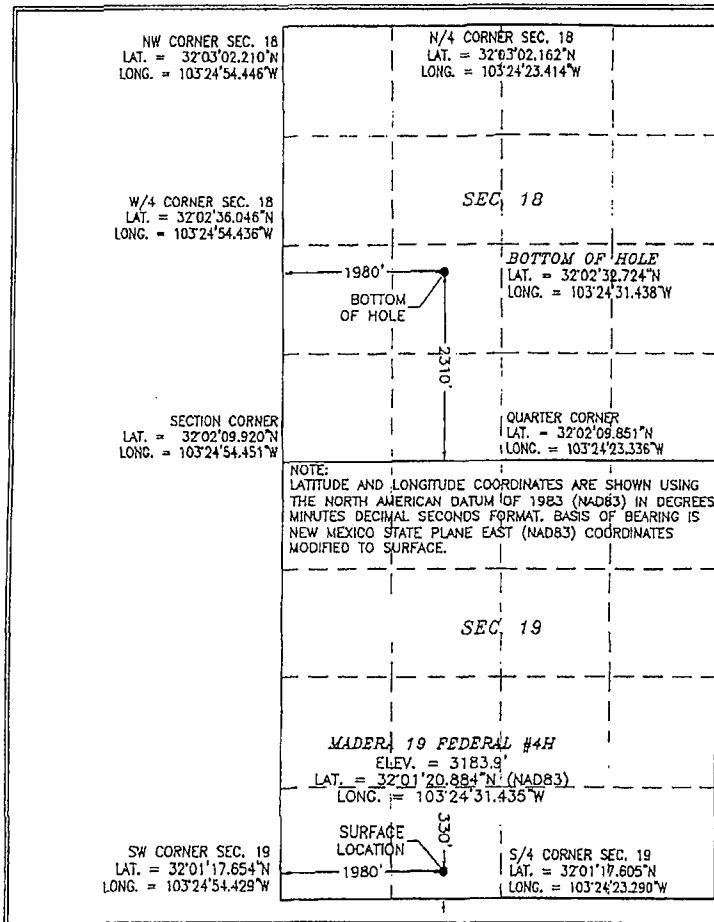 NW CORNER SEC. 18
LAT. = 32°03'02.210"N
LONG. = 103°24'54.446"W
N/4 CORNER SEC. 18
LAT. = 32°03'02.162"N
LONG. = 103°24'23.414"W
W/4 CORNER SEC. 18
LAT. = 32°02'36.046"N
LONG. = 103°24'54.436"W
SEC. 18
1980'
BOTTOM
OF HOLE
BOTTOM OF HOLE
LAT. = 32°02'32.724"N
LONG. = 103°24'31.438"W
2310'
SECTION CORNER
LAT. = 32°02'09.920"N
LONG. = 103°24'54.451"W
QUARTER CORNER
LAT. = 32°02'09.851"N
LONG. = 103°24'23.336"W
NOTE:
LATITUDE AND LONGITUDE COORDINATES ARE SHOWN USING
THE NORTH AMERICAN DATUM OF 1983 (NAD83) IN DEGREES
MINUTES DECIMAL SECONDS FORMAT. BASIS OF BEARING IS
NEW MEXICO STATE PLANE EAST (NAD83) COORDINATES
MODIFIED TO SURFACE.
SEC. 19
MADERA 19 FEDERAL #4H
ELEV. = 3183.9'
LAT. = 32°01'20.884"N (NAD83)
LONG. = 103°24'31.435"W
SURFACE
LOCATION
330'
1980'
SW CORNER SEC. 19
LAT. = 32°01'17.654"N
LONG. = 103°24'54.429"W
S/4 CORNER SEC. 19
LAT. = 32°01'17.605"N
LONG. = 103°24'23.290"W